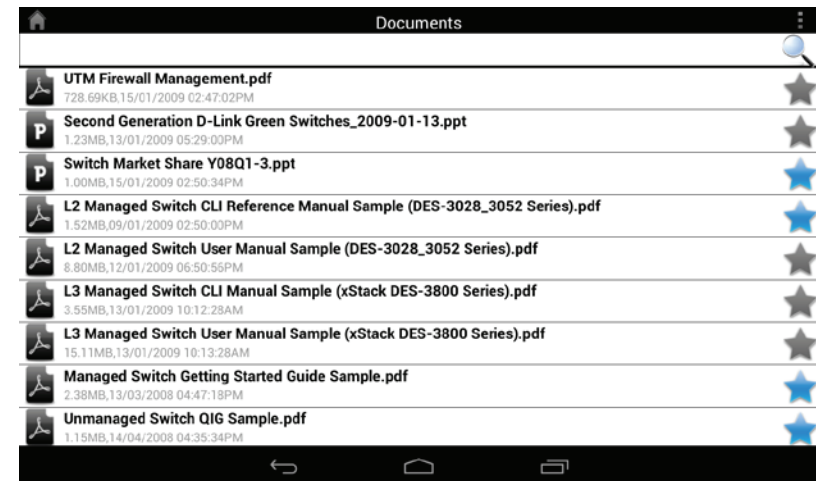 Documents
UTM Firewall Management.pdf
728.69KB,15/01/2009 02:47:02PM
P
Second Generation D-Link Green Switches_2009-01-13.ppt
1.23MB,13/01/2009 05:29:00PM
P
Switch Market Share Y08Q1-3.ppt
1.00MB,15/01/2009 02:50:34PM
L2 Managed Switch CLI Reference Manual Sample (DES-3028_3052 Series).pdf
1.52MB,09/01/2009 02:50:00PM
L2 Managed Switch User Manual Sample (DES-3028_3052 Series).pdf
8.80MB,12/01/2009 06:50:56PM
L3 Managed Switch CLI Manual Sample (xStack DES-3800 Series).pdf
3.55MB,13/01/2009 10:12:28AM
L3 Managed Switch User Manual Sample (xStack DES-3800 Series).pdf
15.11MB,13/01/2009 10:13:28AM
Managed Switch Getting Started Guide Sample.pdf
2.38MB,13/03/2008 04:47:18PM
Unmanaged Switch QIG Sample.pdf
1.15MB,14/04/2008 04:35:34PM